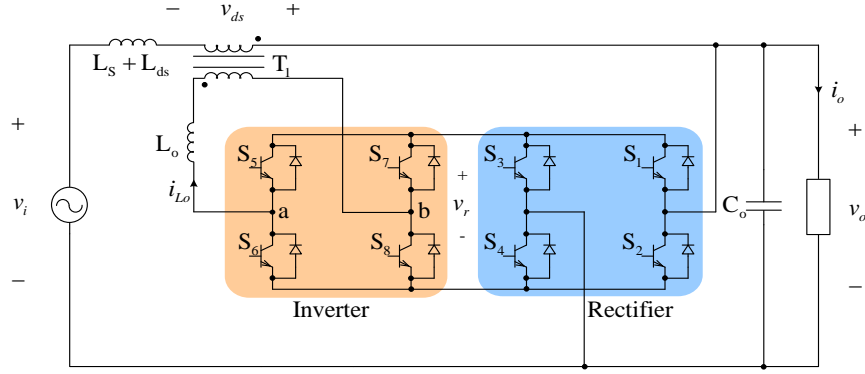 − v_ds +
L_S + L_ds
T_1
i_o
+
L_o
S_5
S_7
S_3
S_1
+
+
i_Lo
v_i
a
b
v_r
C_o
v_o
S_6
S_8
-
S_4
S_2
−
−
Inverter
Rectifier